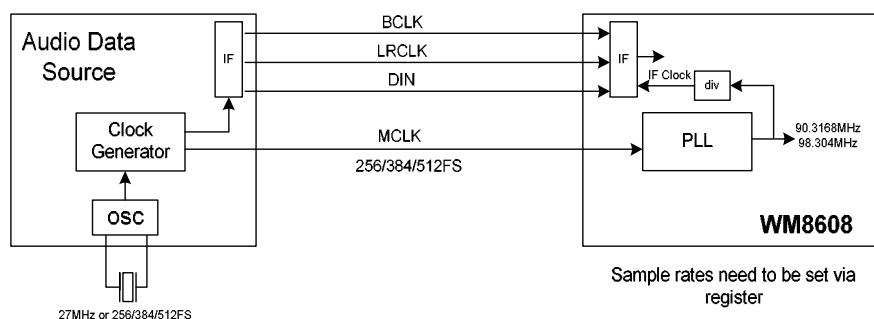 Audio Data
Source
IF
BCLK
LRCLK
DIN
IF
IF Clock
div
Clock
Generator
MCLK
256/384/512FS
PLL
90.3168MHz
98.304MHz
OSC
WM8608
27MHz or 256/384/512FS
Sample rates need to be set via
register